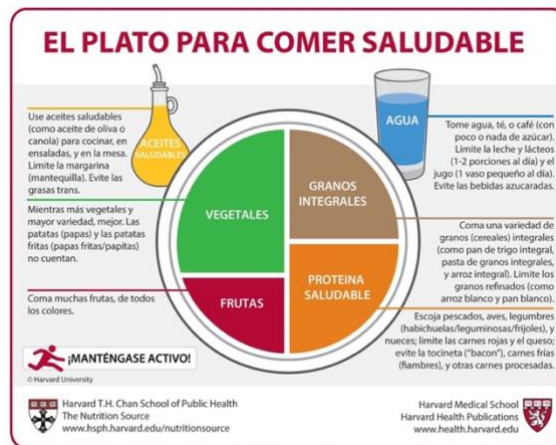 EL PLATO PARA COMER SALUDABLE
Use aceites saludables
(como aceite de oliva o
canola) para cocinar, en
ensaladas, y en la mesa.
Limite la margarina
(mantequilla). Evite las
grasas trans.
ACEITES
SALUDABLES
Mientras más vegetales y
mayor variedad, mejor. Las
patatas (papas) y las patatas
fritas (papas fritas/papitas)
no cuentan.
Coma muchas frutas, de todos
los colores.
VEGETALES
FRUTAS
GRANOS
INTEGRALES
PROTEINA
SALUDABLE
AGUA
Tome agua, té, o café (con
poco o nada de azúcar).
Limite la leche y lácteos
(1-2 porciones al día) y el
jugo (1 vaso pequeño al día).
Evite las bebidas azucaradas.
Coma una variedad de
granos (cereales) integrales
(como pan de trigo integral,
pasta de granos integrales,
y arroz integral). Limite los
granos refinados (como
arroz blanco y pan blanco).
Escoja pescados, aves, legumbres
(habichuelas/leguminosas/frijoles), y
nueces; limite las carnes rojas y el queso;
evite la tocineta ("bacon"), carnes frías
(fiambres), y otras carnes procesadas.
¡MANTÉNGASE ACTIVO!
© Harvard University
Harvard T.H. Chan School of Public Health
The Nutrition Source
www.hsph.harvard.edu/nutritionsource
Harvard Medical School
Harvard Health Publications
www.health.harvard.edu